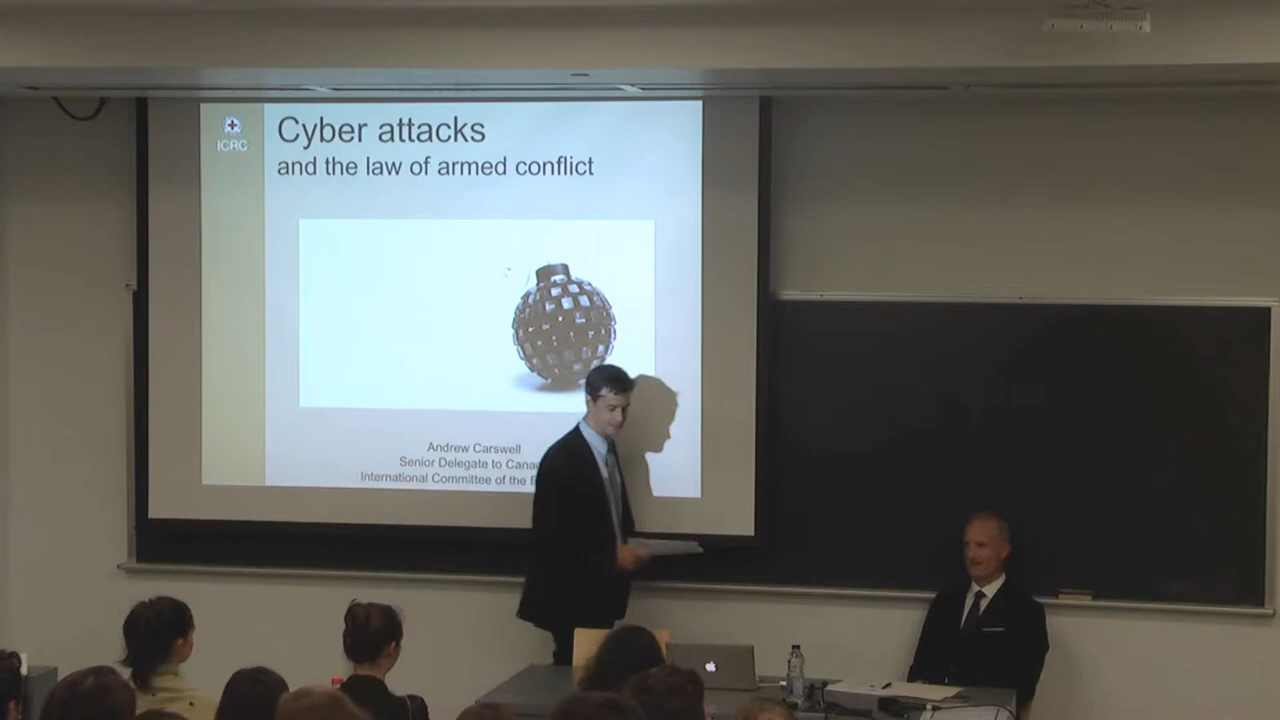 ICRC
Cyber attacks
and the law of armed conflict
Andrew Carswell
Senior Delegate to
International Committee of the